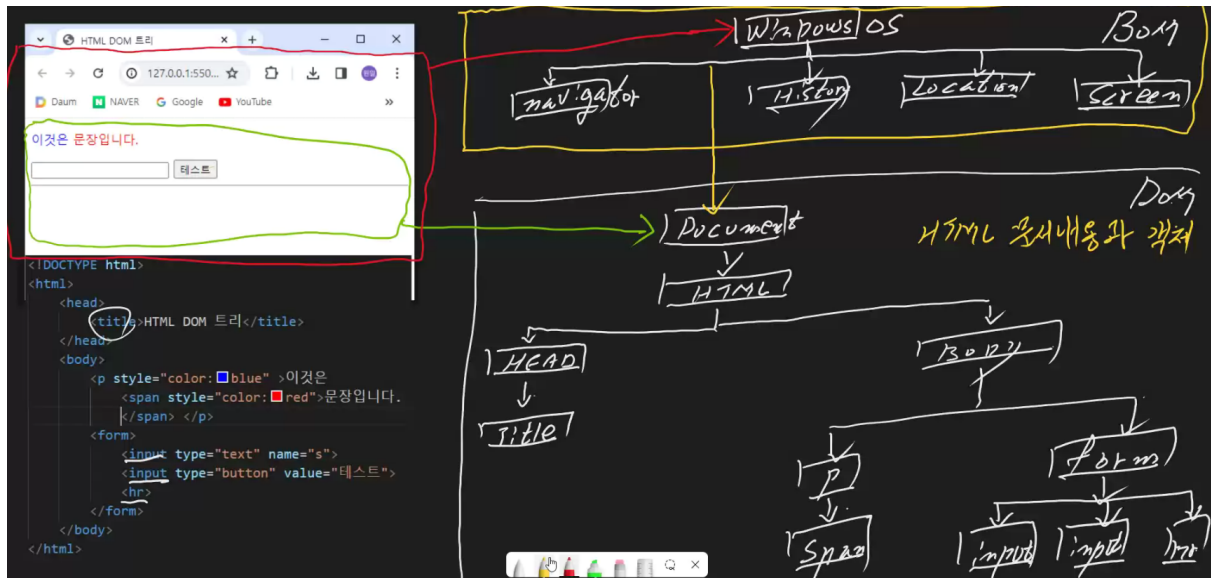 HTML DOM 트리
127.0.0.1:550...
Daum NAVER Google YouTube
이것은 문장입니다.
테스트
<!DOCTYPE html>
<html>
<head>
<title>HTML DOM 트리</title>
</head>
<body>
<p style="color:blue" >이것은
<span style="color:red">문장입니다.
</span> </p>
<form>
<input type="text" name="s">
<input type="button" value="테스트">
<hr>
</form>
</body>
</html>
Windows OS
BOM
navigator
History
Location
Screen
DOM
Document
HTML 문서내용과 객체
HTML
HEAD
BODY
Title
P
form
span
input
input
hr